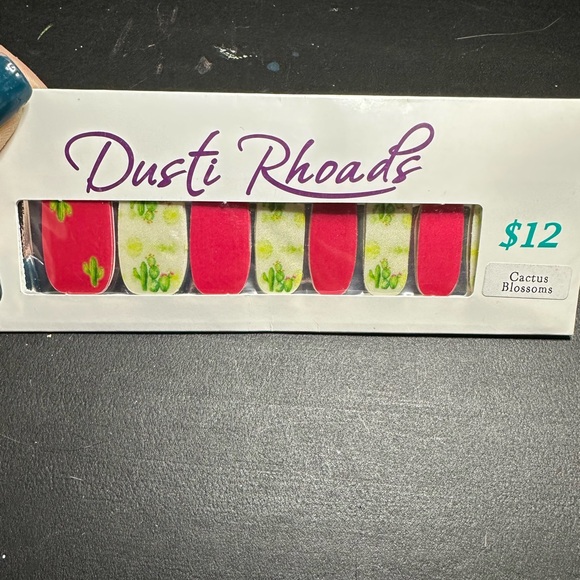 Dusti Rhoads
$12
Cactus
Blossoms